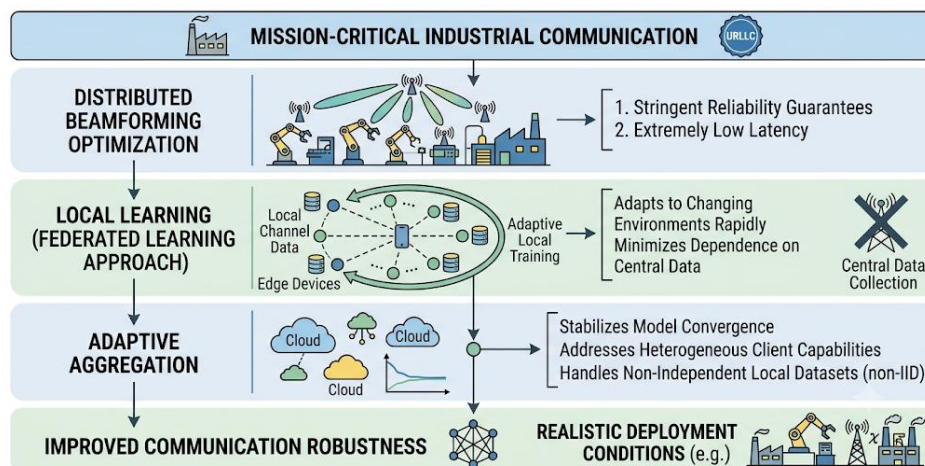 MISSION-CRITICAL INDUSTRIAL COMMUNICATION
URLLC
DISTRIBUTED
BEAMFORMING
OPTIMIZATION
1. Stringent Reliability Guarantees
2. Extremely Low Latency
LOCAL LEARNING
(FEDERATED LEARNING
APPROACH)
Local
Channel
Data
Edge Devices
Adaptive
Local
Training
Adapts to Changing
Environments Rapidly
Minimizes Dependence on
Central Data
Central Data
Collection
ADAPTIVE
AGGREGATION
Cloud
Cloud
Cloud
Stabilizes Model Convergence
Addresses Heterogeneous Client Capabilities
Handles Non-Independent Local Datasets (non-IID)
IMPROVED COMMUNICATION ROBUSTNESS
REALISTIC DEPLOYMENT
CONDITIONS (e.g.)
χ